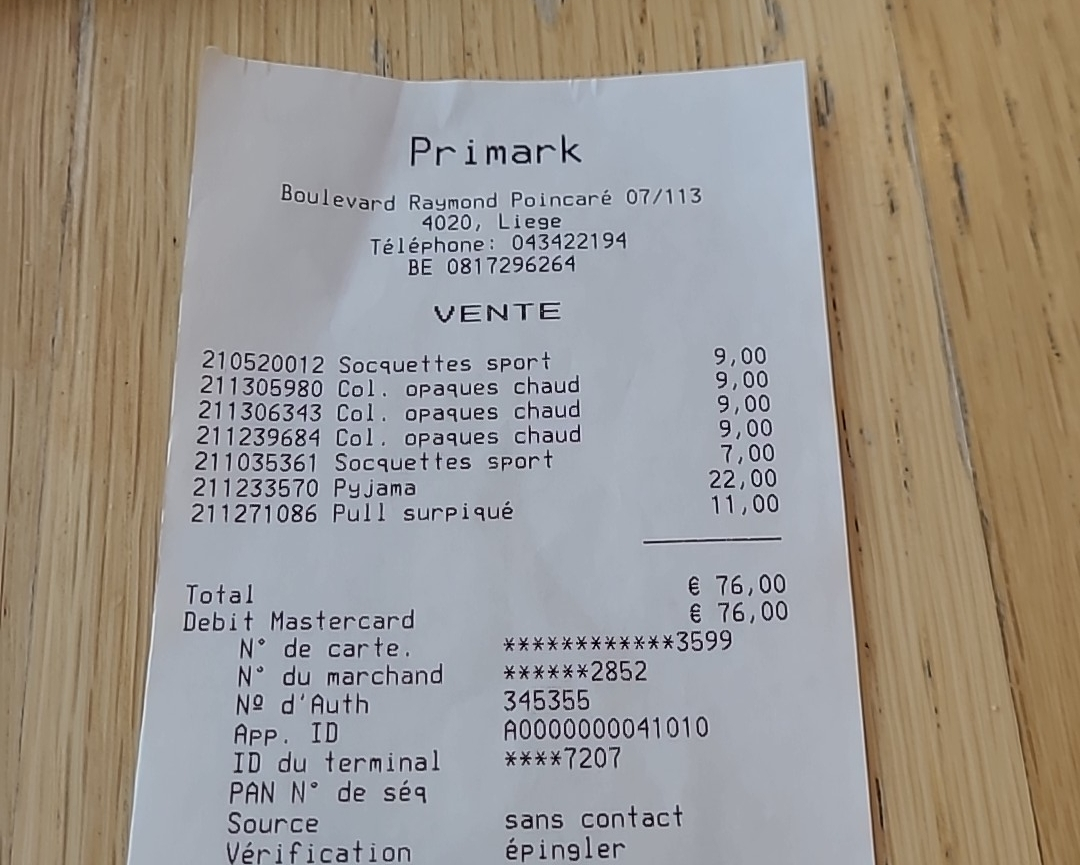 Primark
Boulevard Raymond Poincaré 07/113
4020, Liege
Téléphone: 043422194
BE 0817296264
VENTE
210520012 Socquettes sport 9,00
211305980 Col. opaques chaud 9,00
211306343 Col. opaques chaud 9,00
211239684 Col. opaques chaud 9,00
211035361 Socquettes sport 7,00
211233570 Pyjama 22,00
211271086 Pull surpiqué 11,00
Total € 76,00
Debit Mastercard € 76,00
N° de carte. ************3599
N° du marchand ******2852
Nº d'Auth 345355
App. ID A0000000041010
ID du terminal ****7207
PAN N° de séq
Source sans contact
Vérification épingler